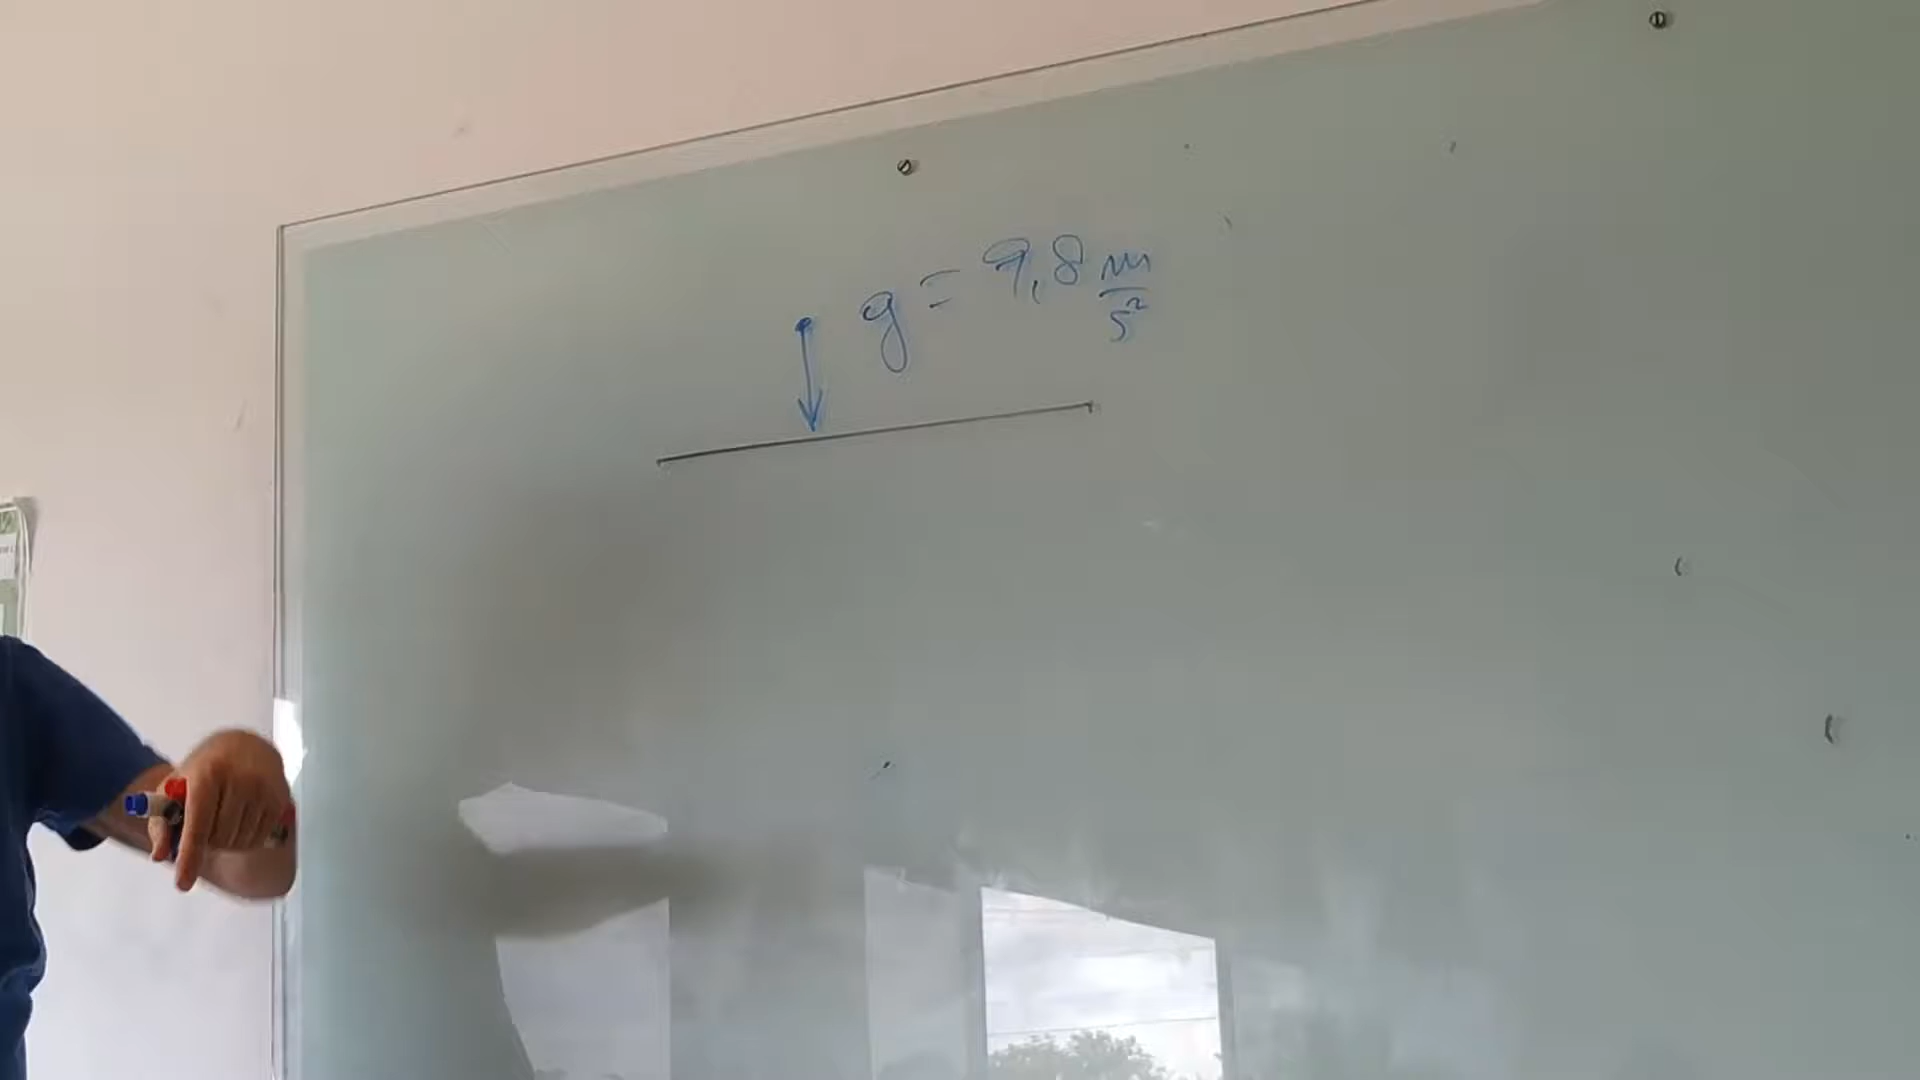 g = 9,8 m/s²